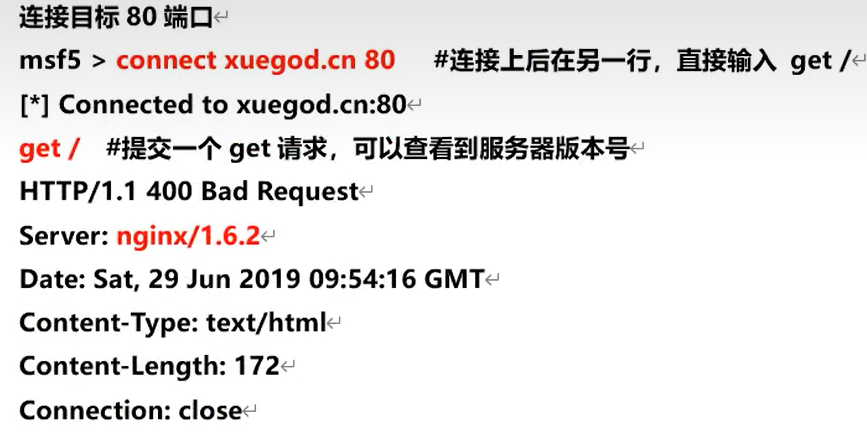 连接目标 80 端口↵
msf5 > connect xuegod.cn 80 #连接上后在另一行，直接输入 get /↵
[*] Connected to xuegod.cn:80↵
get / #提交一个 get 请求，可以查看到服务器版本号↵
HTTP/1.1 400 Bad Request↵
Server: nginx/1.6.2↵
Date: Sat, 29 Jun 2019 09:54:16 GMT↵
Content-Type: text/html↵
Content-Length: 172↵
Connection: close↵